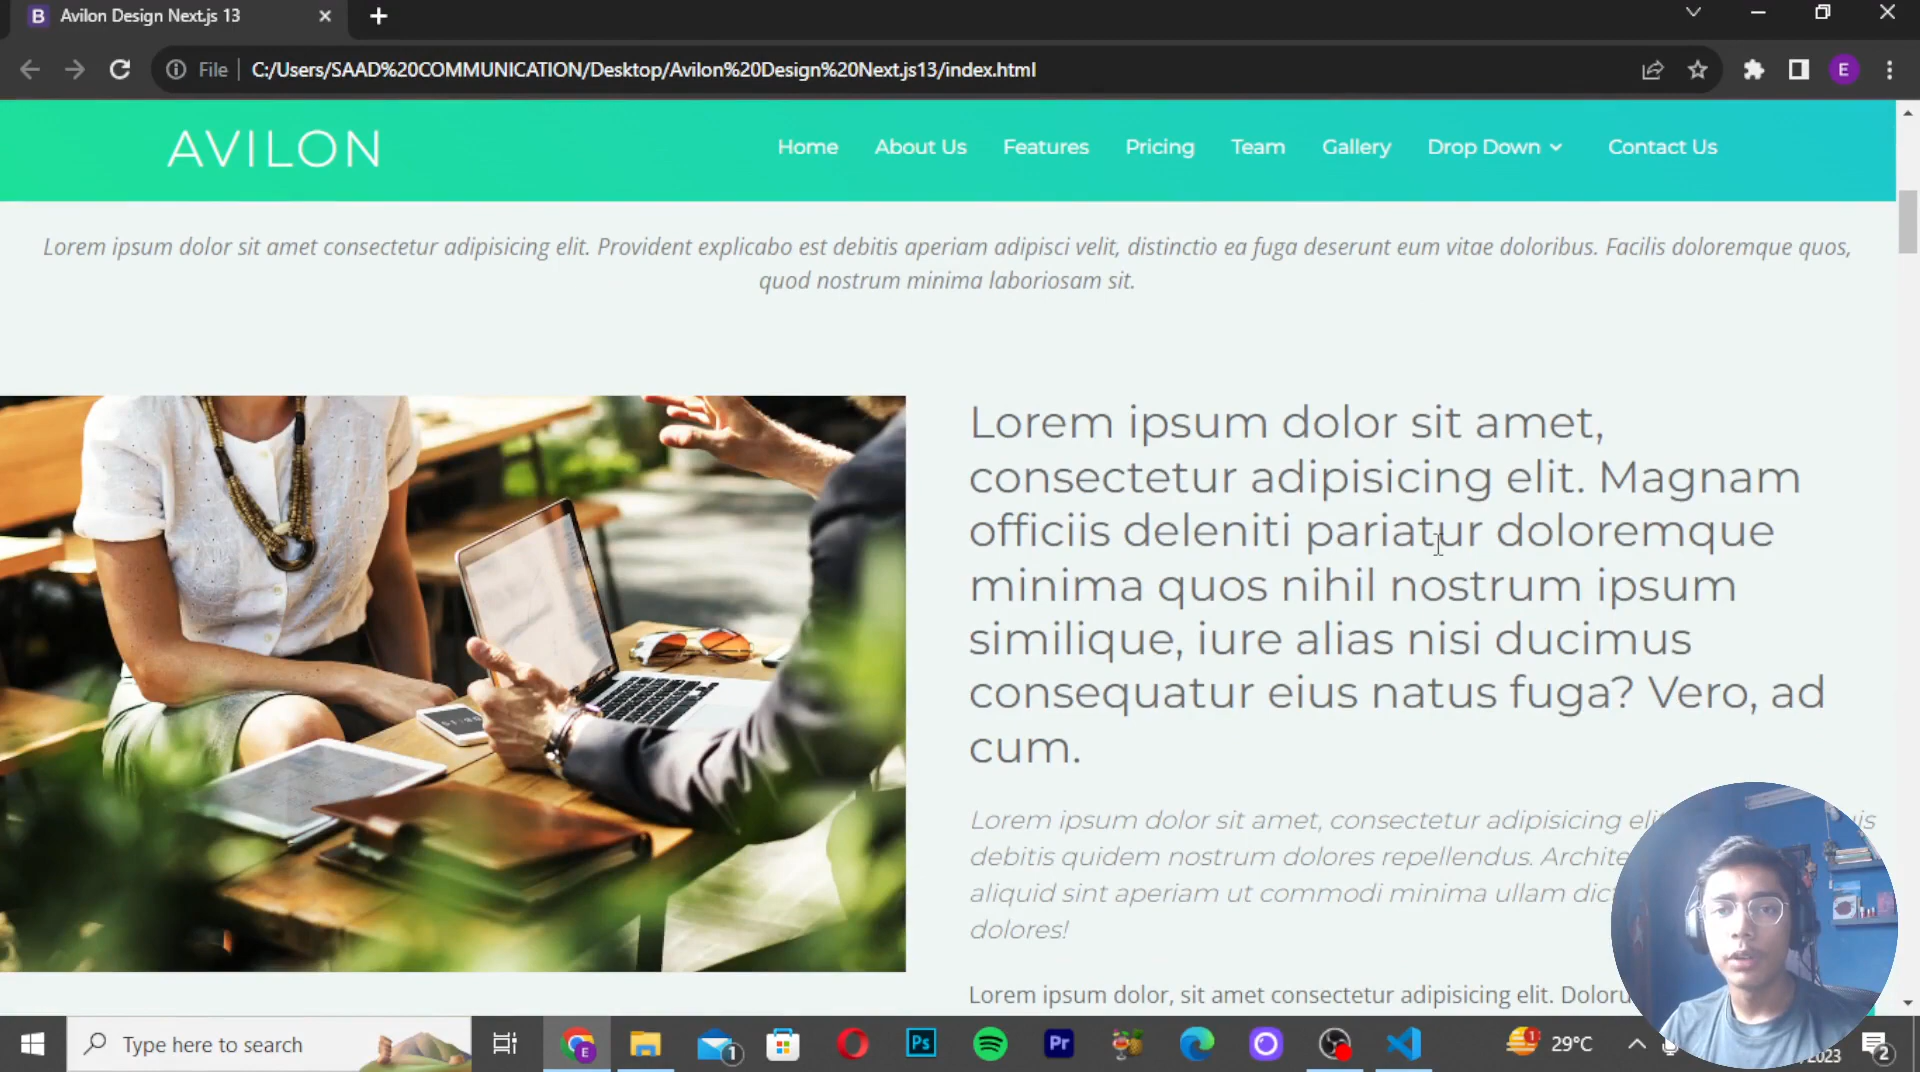 B Avilon Design Next.js 13
File C:/Users/SAAD%20COMMUNICATION/Desktop/Avilon%20Design%20Next.js13/index.html
E
AVILON Home About Us Features Pricing Team Gallery Drop Down Contact Us
Lorem ipsum dolor sit amet consectetur adipisicing elit. Provident explicabo est debitis aperiam adipisci velit, distinctio ea fuga deserunt eum vitae doloribus. Facilis doloremque quos,
quod nostrum minima laboriosam sit.
Lorem ipsum dolor sit amet,
consectetur adipisicing elit. Magnam
officiis deleniti pariatur doloremque
minima quos nihil nostrum ipsum
similique, iure alias nisi ducimus
consequatur eius natus fuga? Vero, ad
cum.
Lorem ipsum dolor sit amet, consectetur adipisicing
debitis quidem nostrum dolores repellendus.
aliquid sint aperiam ut commodi minima ullam
dolores!
Lorem ipsum dolor, sit amet consectetur adipisicing elit.
Type here to search E 1 Ps Pr 1 29°C 2023 2